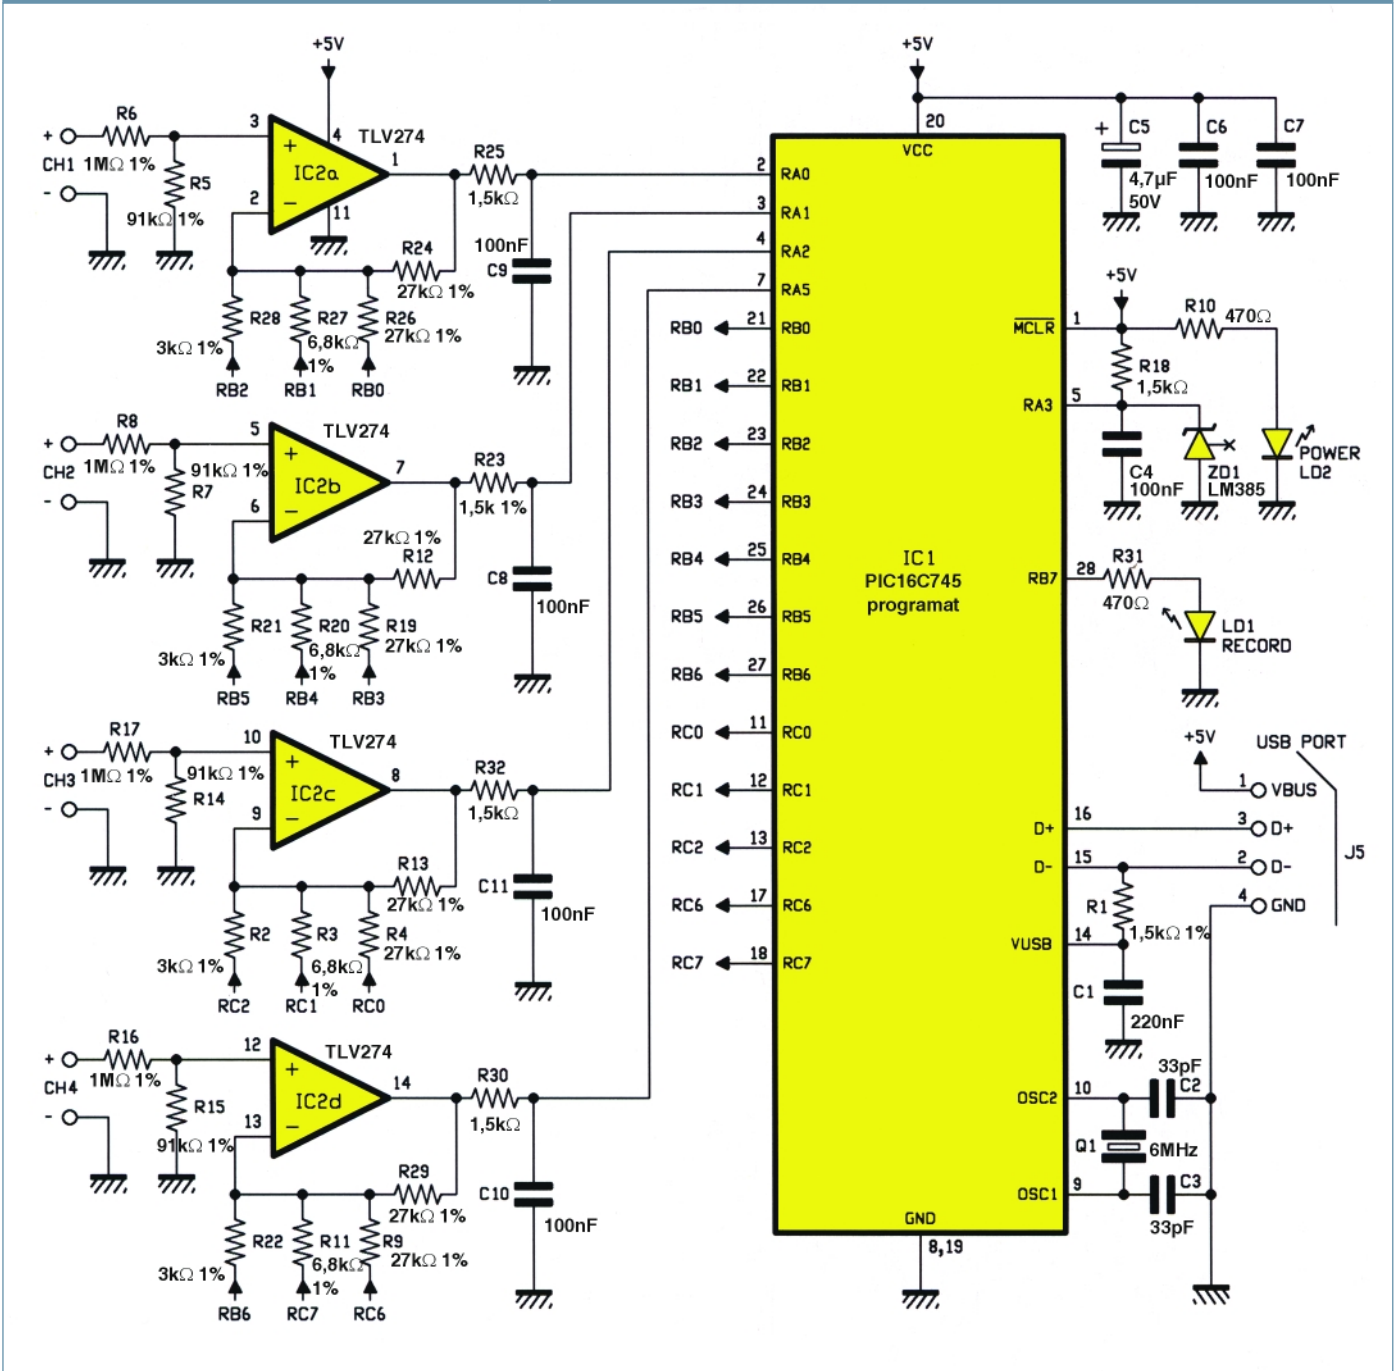 +5V
R6
3
4
TLV274
+
CH1
1MΩ 1%
+
IC2a
1
R25
1,5kΩ
-
R5
91kΩ 1%
2
-
11
R24
27kΩ 1%
100nF
C9
R28
3kΩ 1%
R27
6,8kΩ
1%
R26
27kΩ 1%
RB2
RB1
RB0
R8
5
TLV274
+
CH2
1MΩ 1%
91kΩ 1%
R7
+
IC2b
7
R23
1,5k 1%
-
6
-
27kΩ 1%
R12
C8
100nF
R21
3kΩ 1%
R20
6,8kΩ
1%
R19
27kΩ 1%
RB5
RB4
RB3
R17
10
TLV274
+
CH3
1MΩ 1%
91kΩ 1%
R14
+
IC2c
8
R32
1,5kΩ
-
9
-
R13
27kΩ 1%
C11
100nF
R2
3kΩ 1%
R3
6,8kΩ
1%
R4
27kΩ 1%
RC2
RC1
RC0
R16
12
TLV274
+
CH4
1MΩ 1%
+
IC2d
14
R30
1,5kΩ
-
R15
91kΩ 1%
13
-
R29
27kΩ 1%
C10
100nF
R22
3kΩ 1%
R11
6,8kΩ
1%
R9
27kΩ 1%
RB6
RC7
RC6
+5V
20
VCC
2
RA0
3
RA1
4
RA2
7
RA5
RB0
21
RB0
RB1
22
RB1
RB2
23
RB2
RB3
24
RB3
RB4
25
RB4
RB5
26
RB5
RB6
27
RB6
RC0
11
RC0
RC1
12
RC1
RC2
13
RC2
RC6
17
RC6
RC7
18
RC7
IC1
PIC16C745
programat
GND
8,19
+
C5
4,7µF
50V
C6
100nF
C7
100nF
+5V
MCLR
1
R10
470Ω
R18
1,5kΩ
RA3
5
C4
100nF
ZD1
LM385
POWER
LD2
RB7
28
R31
470Ω
LD1
RECORD
+5V
USB PORT
1
VBUS
D+
16
3
D+
D-
15
2
D-
J5
4
GND
R1
1,5kΩ 1%
VUSB
14
C1
220nF
33pF
C2
OSC2
10
Q1
6MHz
OSC1
9
C3
33pF